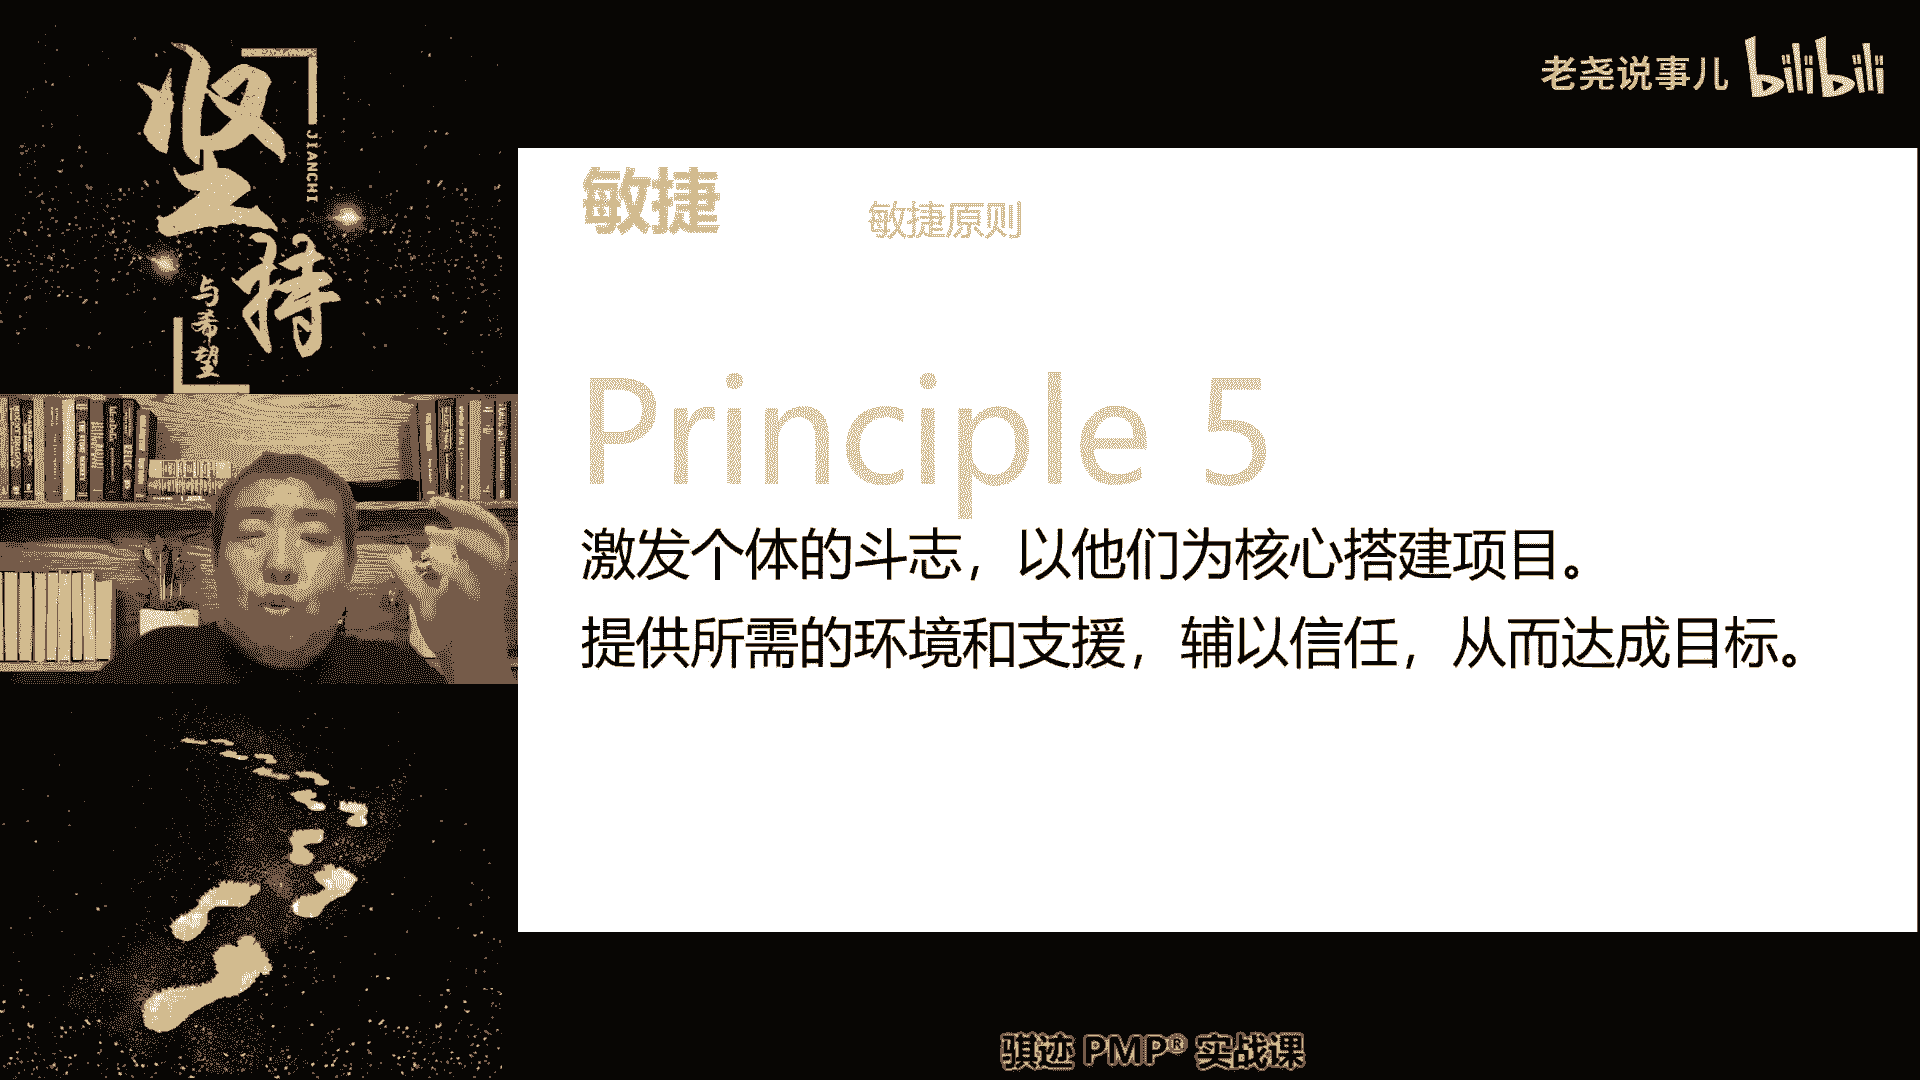 坚持
JIANCHI
与希望
老尧说事儿 bilibili
敏捷
敏捷原则
Principle 5
激发个体的斗志，以他们为核心搭建项目。
提供所需的环境和支援，辅以信任，从而达成目标。
骐迹 PMP® 实战课